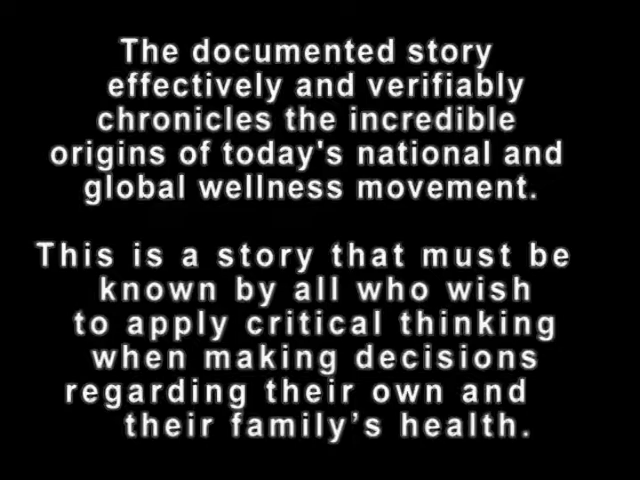 The documented story
effectively and verifiably
chronicles the incredible
origins of today's national and
global wellness movement.
This is a story that must be
known by all who wish
to apply critical thinking
when making decisions
regarding their own and
their family’s health.